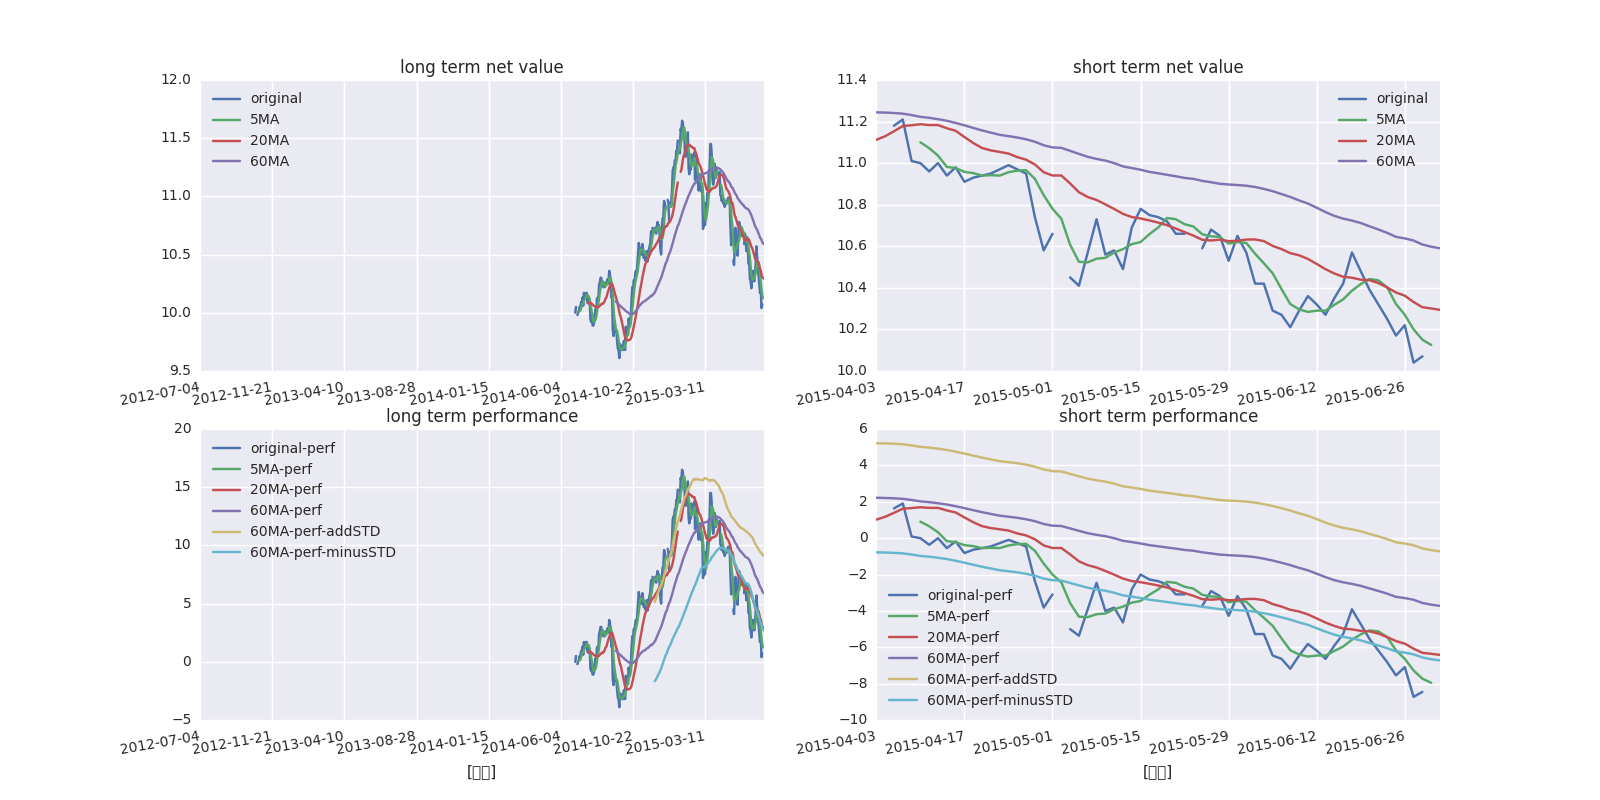 long term net value
12.0
11.5
11.0
10.5
10.0
9.5
original
5MA
20MA
60MA
2012-07-04 2012-11-21 2013-04-10 2013-08-28 2014-01-15 2014-06-04 2014-10-22 2015-03-11
short term net value
11.4
11.2
11.0
10.8
10.6
10.4
10.2
10.0
original
5MA
20MA
60MA
2015-04-03 2015-04-17 2015-05-01 2015-05-15 2015-05-29 2015-06-12 2015-06-26
long term performance
20
15
10
5
0
−5
original-perf
5MA-perf
20MA-perf
60MA-perf
60MA-perf-addSTD
60MA-perf-minusSTD
2012-07-04 2012-11-21 2013-04-10 2013-08-28 2014-01-15 2014-06-04 2014-10-22 2015-03-11
short term performance
6
4
2
0
−2
−4
−6
−8
−10
original-perf
5MA-perf
20MA-perf
60MA-perf
60MA-perf-addSTD
60MA-perf-minusSTD
2015-04-03 2015-04-17 2015-05-01 2015-05-15 2015-05-29 2015-06-12 2015-06-26